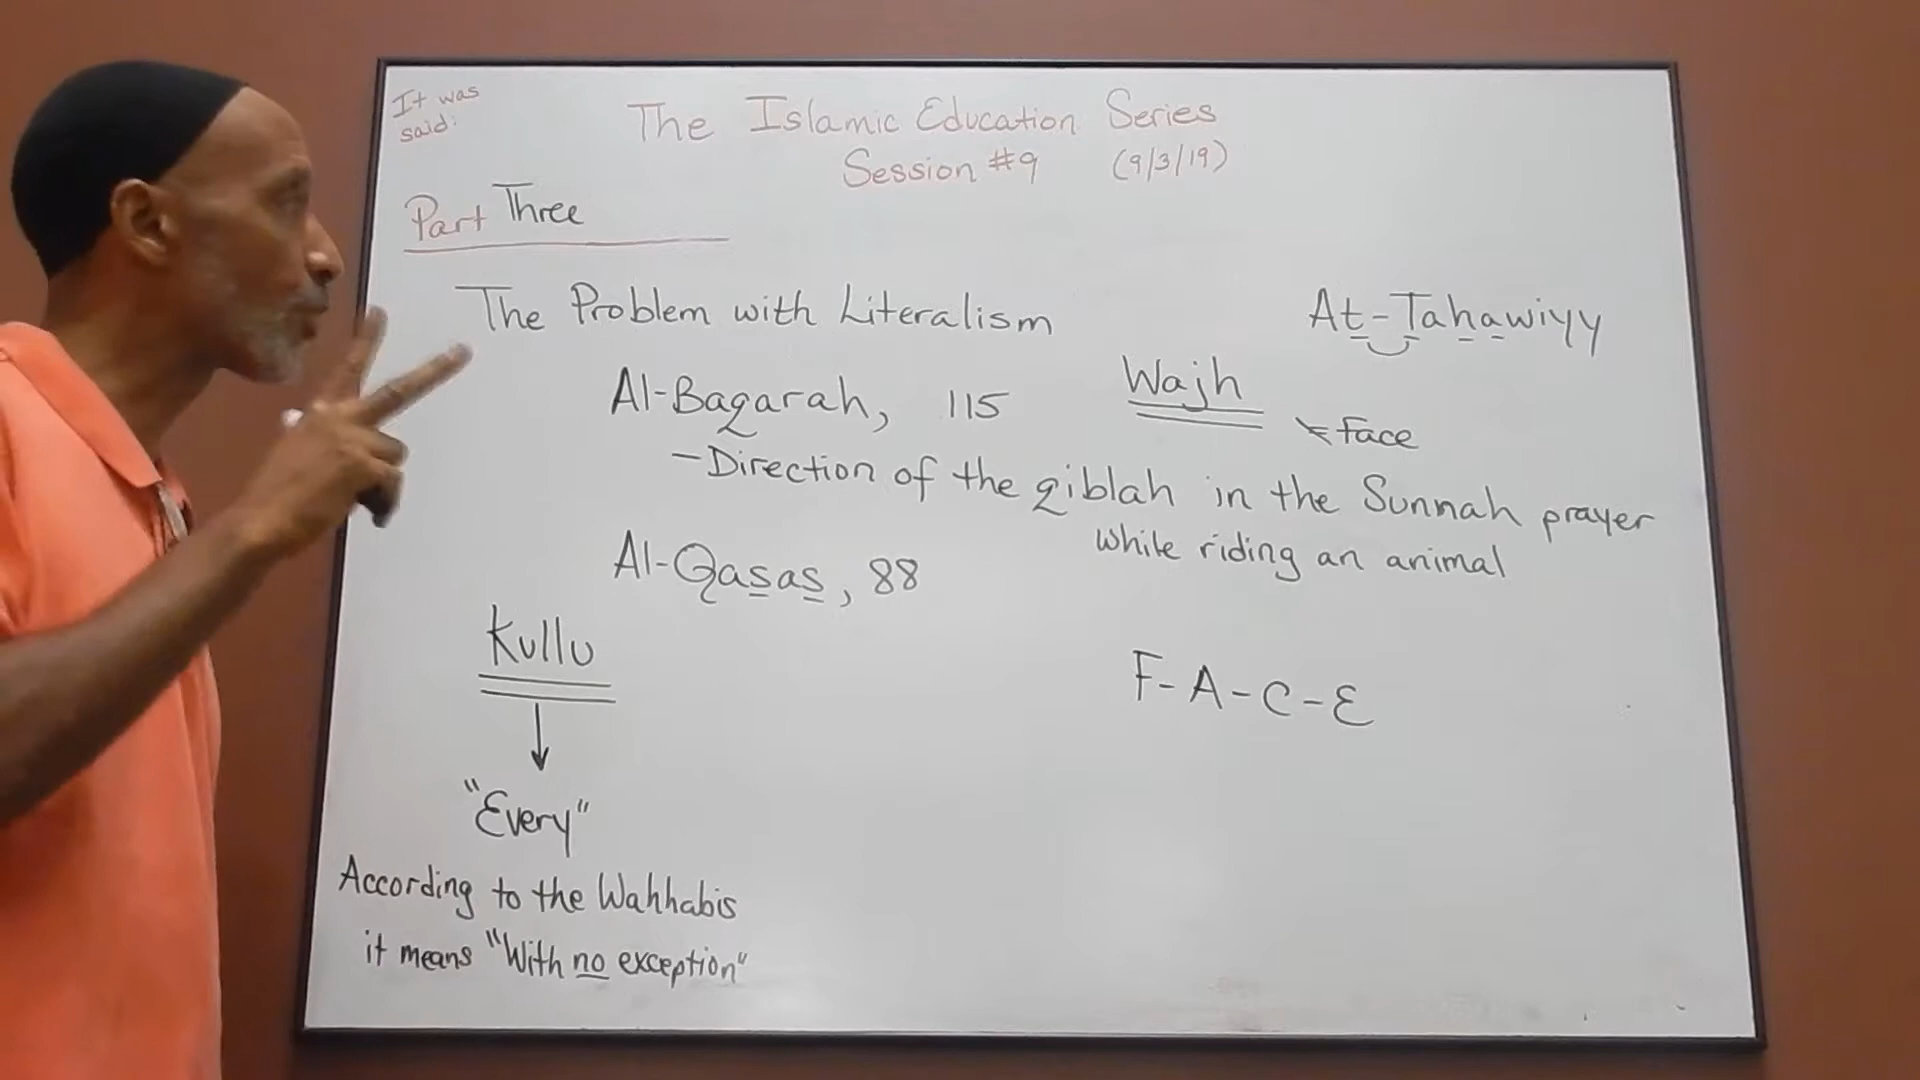 It was
said:
The Islamic Education Series
Session #9 (9/3/19)
Part Three
The Problem with Literalism
At-Tahawiyy
Al-Baqarah, 115
Wajh
Face
-Direction of the qiblah in the Sunnah prayer
while riding an animal
Al-Qasas, 88
Kullu
F-A-C-E
"Every"
According to the Wahhabis
it means "With no exception"